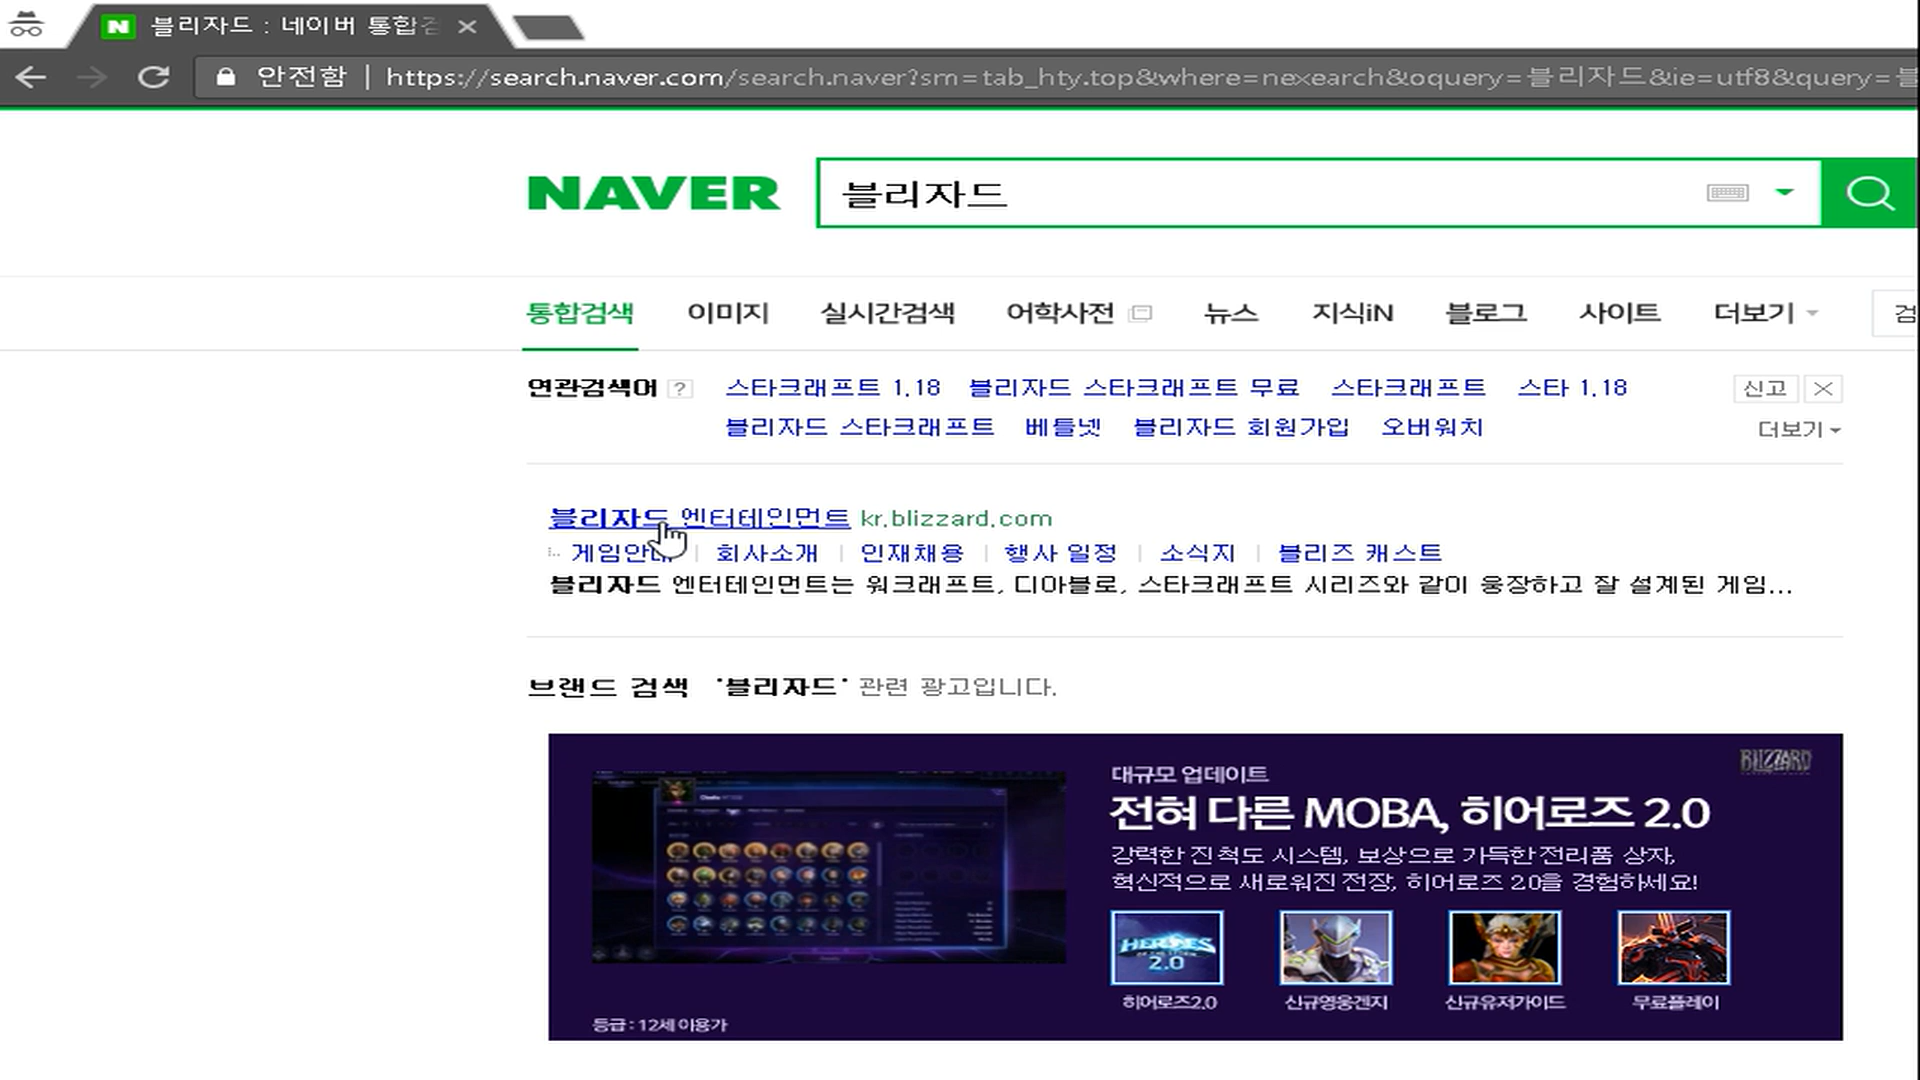 블리자드 : 네이버 통합검
안전함 | https://search.naver.com/search.naver?sm=tab_hty.top&where=nexearch&oquery=블리자드&ie=utf8&query=블
NAVER 블리자드
통합검색 이미지 실시간검색 어학사전 뉴스 지식iN 블로그 사이트 더보기 검
연관검색어 ? 스타크래프트 1.18 블리자드 스타크래프트 무료 스타크래프트 스타 1.18 신고
블리자드 스타크래프트 베틀넷 블리자드 회원가입 오버워치 더보기
블리자드 엔터테인먼트 kr.blizzard.com
게임안내 | 회사소개 | 인재채용 | 행사 일정 | 소식지 | 블리즈 캐스트
블리자드 엔터테인먼트는 워크래프트, 디아블로, 스타크래프트 시리즈와 같이 웅장하고 잘 설계된 게임...
브랜드 검색 '블리자드' 관련 광고입니다.
BLIZZARD
대규모 업데이트
전혀 다른 MOBA, 히어로즈 2.0
강력한 진척도 시스템, 보상으로 가득한 전리품 상자,
혁신적으로 새로워진 전장, 히어로즈 2.0을 경험하세요!
HEROES
2.0
히어로즈2.0 신규영웅겐지 신규유저가이드 무료플레이
등급 : 12세 이용가